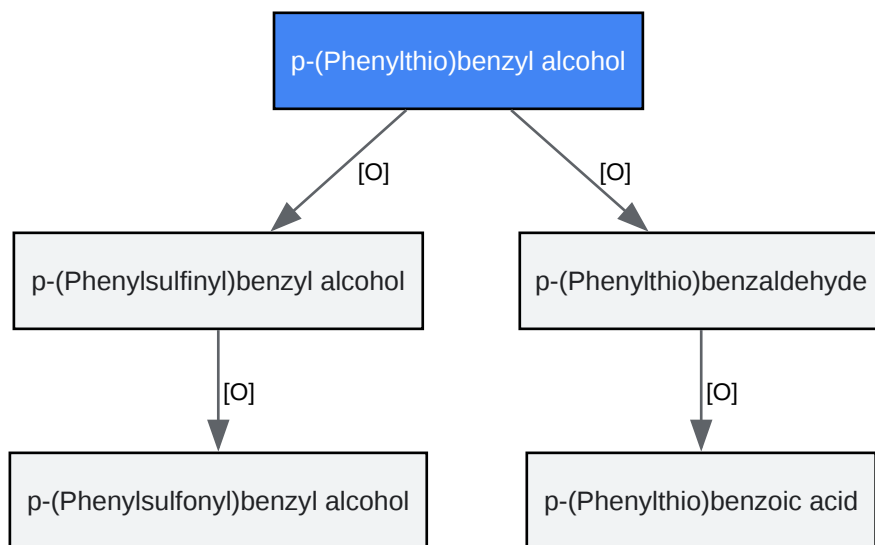 p-(Phenylthio)benzyl alcohol
[O]
[O]
p-(Phenylsulfinyl)benzyl alcohol
p-(Phenylthio)benzaldehyde
[O]
[O]
p-(Phenylsulfonyl)benzyl alcohol
p-(Phenylthio)benzoic acid